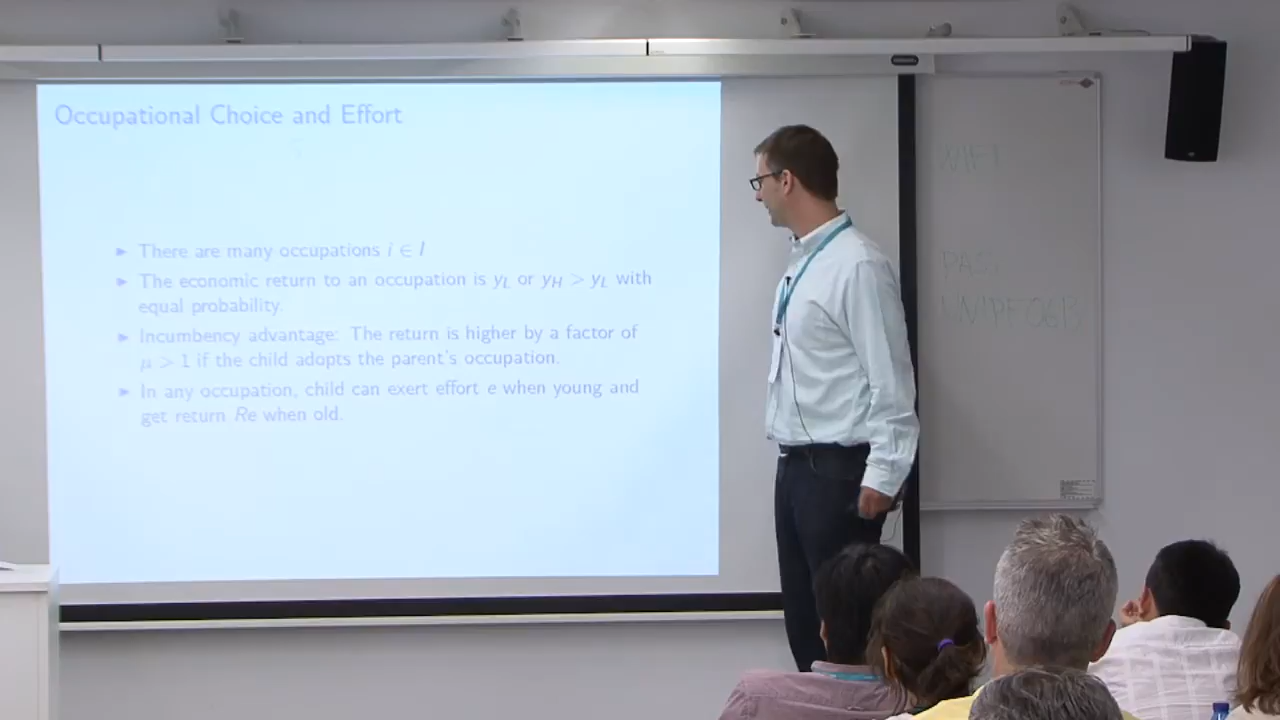 Occupational Choice and Effort
► There are many occupations i ∈ I
► The economic return to an occupation is y_L or y_H > y_L with
equal probability.
► Incumbency advantage: The return is higher by a factor of
μ > 1 if the child adopts the parent's occupation.
► In any occupation, child can exert effort e when young and
get return Re when old.
WIFI